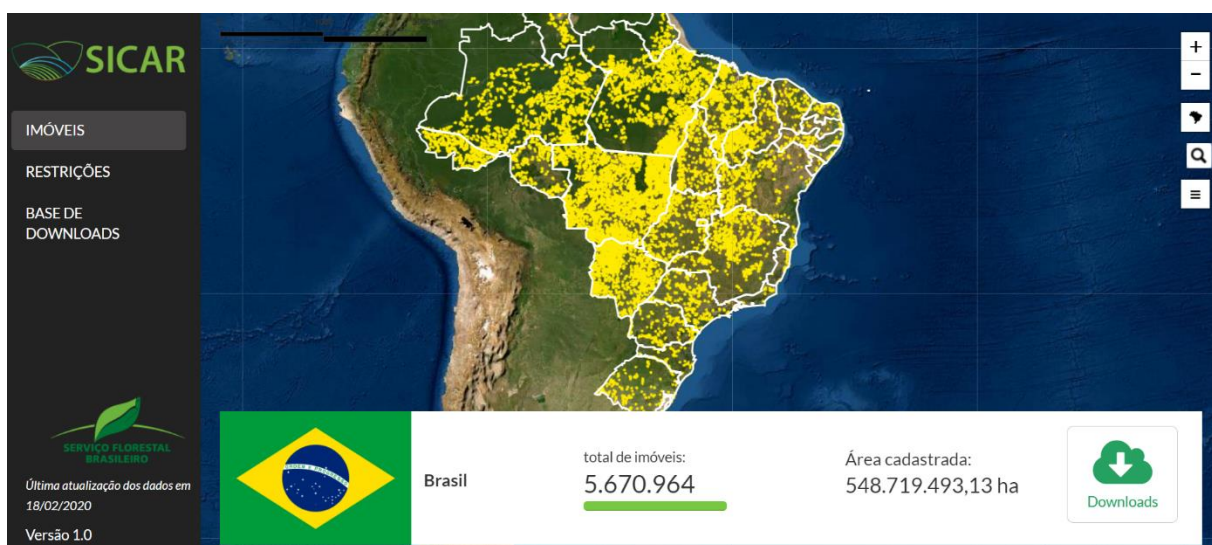 SICAR
IMÓVEIS
RESTRIÇÕES
BASE DE
DOWNLOADS
SERVIÇO FLORESTAL
BRASILEIRO
Última atualização dos dados em
18/02/2020
Versão 1.0
+
−
Brasil
total de imóveis:
5.670.964
Área cadastrada:
548.719.493,13 ha
Downloads